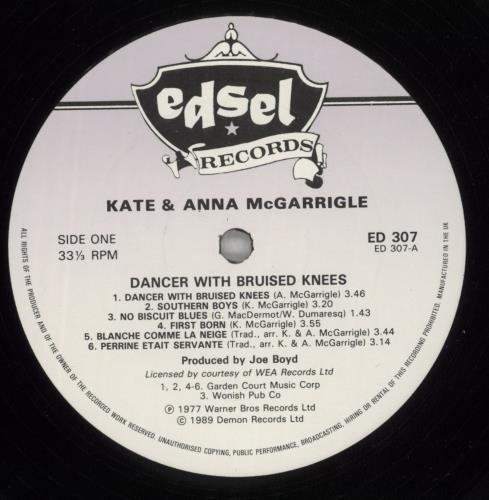 edsel
RECORDS
KATE & ANNA McGARRIGLE
SIDE ONE
33⅓ RPM
ED 307
ED 307-A
DANCER WITH BRUISED KNEES
1. DANCER WITH BRUISED KNEES (A. McGarrigle) 3.46
2. SOUTHERN BOYS (K. McGarrigle) 3.20
3. NO BISCUIT BLUES (G. MacDermot/W. Dumaresq) 1.43
4. FIRST BORN (K. McGarrigle) 3.55
5. BLANCHE COMME LA NEIGE (Trad., arr. K. & A. McGarrigle) 3.44
6. PERRINE ETAIT SERVANTE (Trad., arr. K. & A. McGarrigle) 3.14
Produced by Joe Boyd
Licensed by courtesy of WEA Records Ltd
1, 2, 4-6. Garden Court Music Corp
3. Wonish Pub Co
℗ 1977 Warner Bros Records Ltd
© 1989 Demon Records Ltd
ALL RIGHTS OF THE PRODUCER AND OF THE OWNER OF THE RECORDED WORK RESERVED. UNAUTHORISED COPYING, PUBLIC PERFORMANCE, BROADCASTING, HIRING OR RENTAL OF THIS RECORDING PROHIBITED. MANUFACTURED IN THE UK